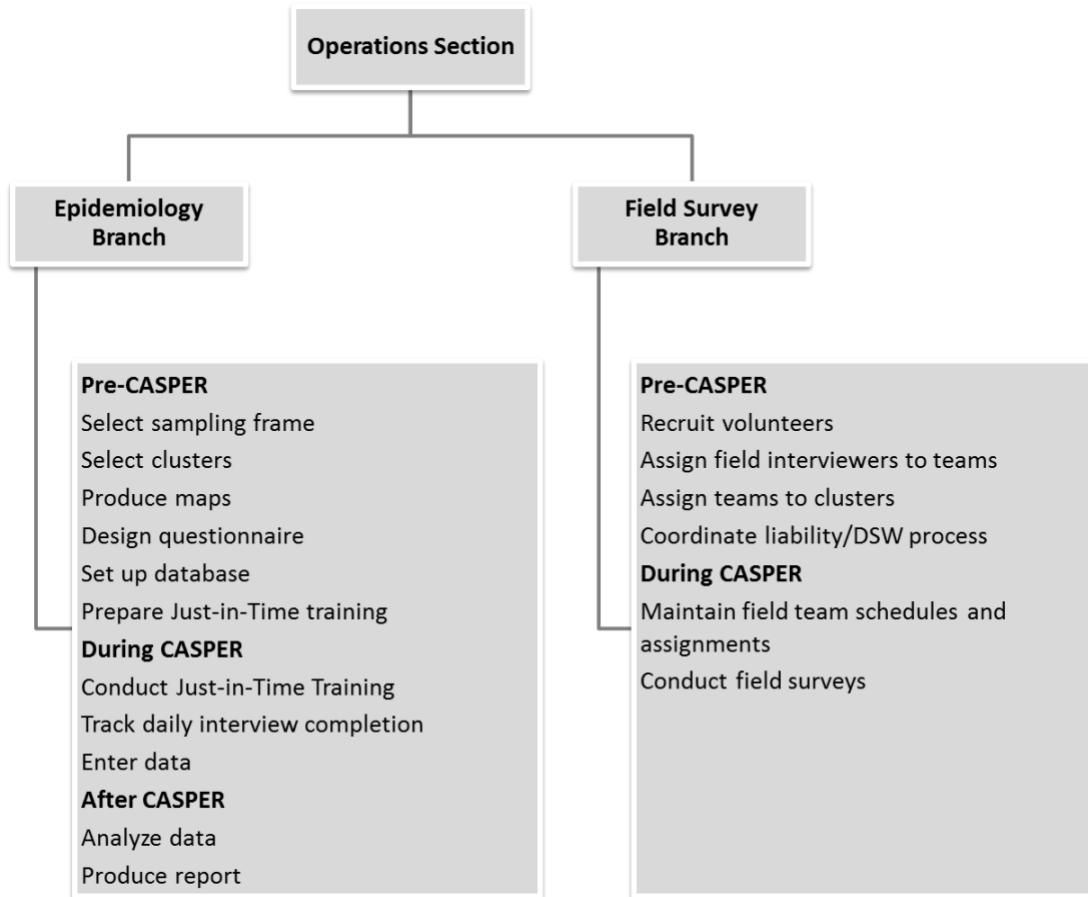 Operations Section
Epidemiology
Branch
Field Survey
Branch
Pre-CASPER
Select sampling frame
Select clusters
Produce maps
Design questionnaire
Set up database
Prepare Just-in-Time training
During CASPER
Conduct Just-in-Time Training
Track daily interview completion
Enter data
After CASPER
Analyze data
Produce report
Pre-CASPER
Recruit volunteers
Assign field interviewers to teams
Assign teams to clusters
Coordinate liability/DSW process
During CASPER
Maintain field team schedules and
assignments
Conduct field surveys